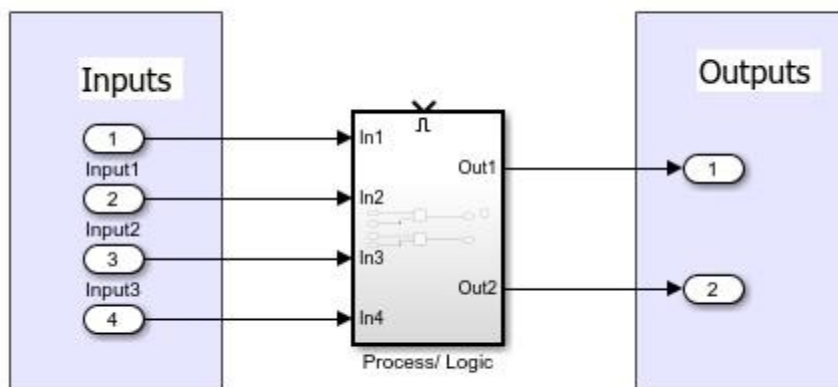 Inputs
1
Input1
2
Input2
3
Input3
4
In1
In2
In3
In4
Out1
Out2
Process/ Logic
Outputs
1
2